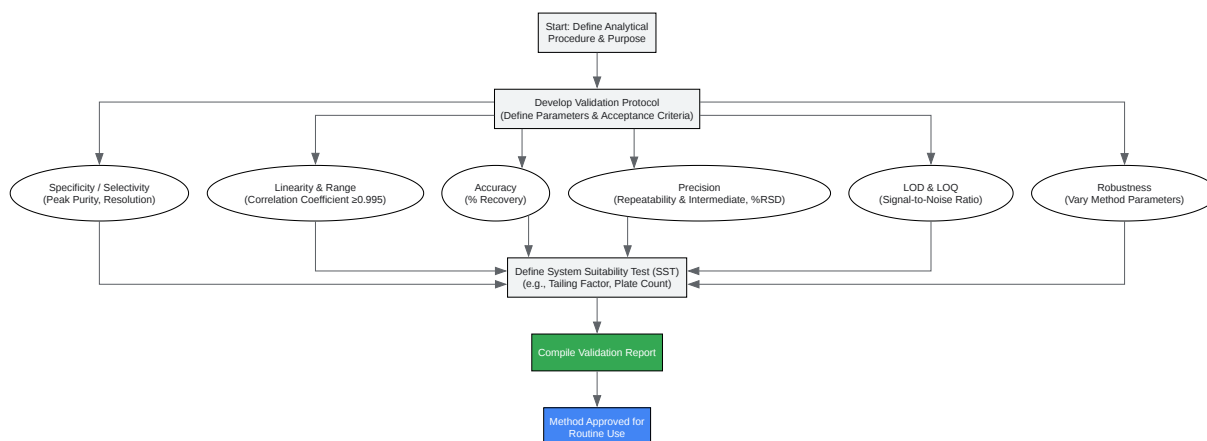 Start: Define Analytical
Procedure & Purpose
Develop Validation Protocol
(Define Parameters & Acceptance Criteria)
Specificity / Selectivity
(Peak Purity, Resolution)
Linearity & Range
(Correlation Coefficient ≥0.995)
Accuracy
(% Recovery)
Precision
(Repeatability & Intermediate, %RSD)
LOD & LOQ
(Signal-to-Noise Ratio)
Robustness
(Vary Method Parameters)
Define System Suitability Test (SST)
(e.g., Tailing Factor, Plate Count)
Compile Validation Report
Method Approved for
Routine Use